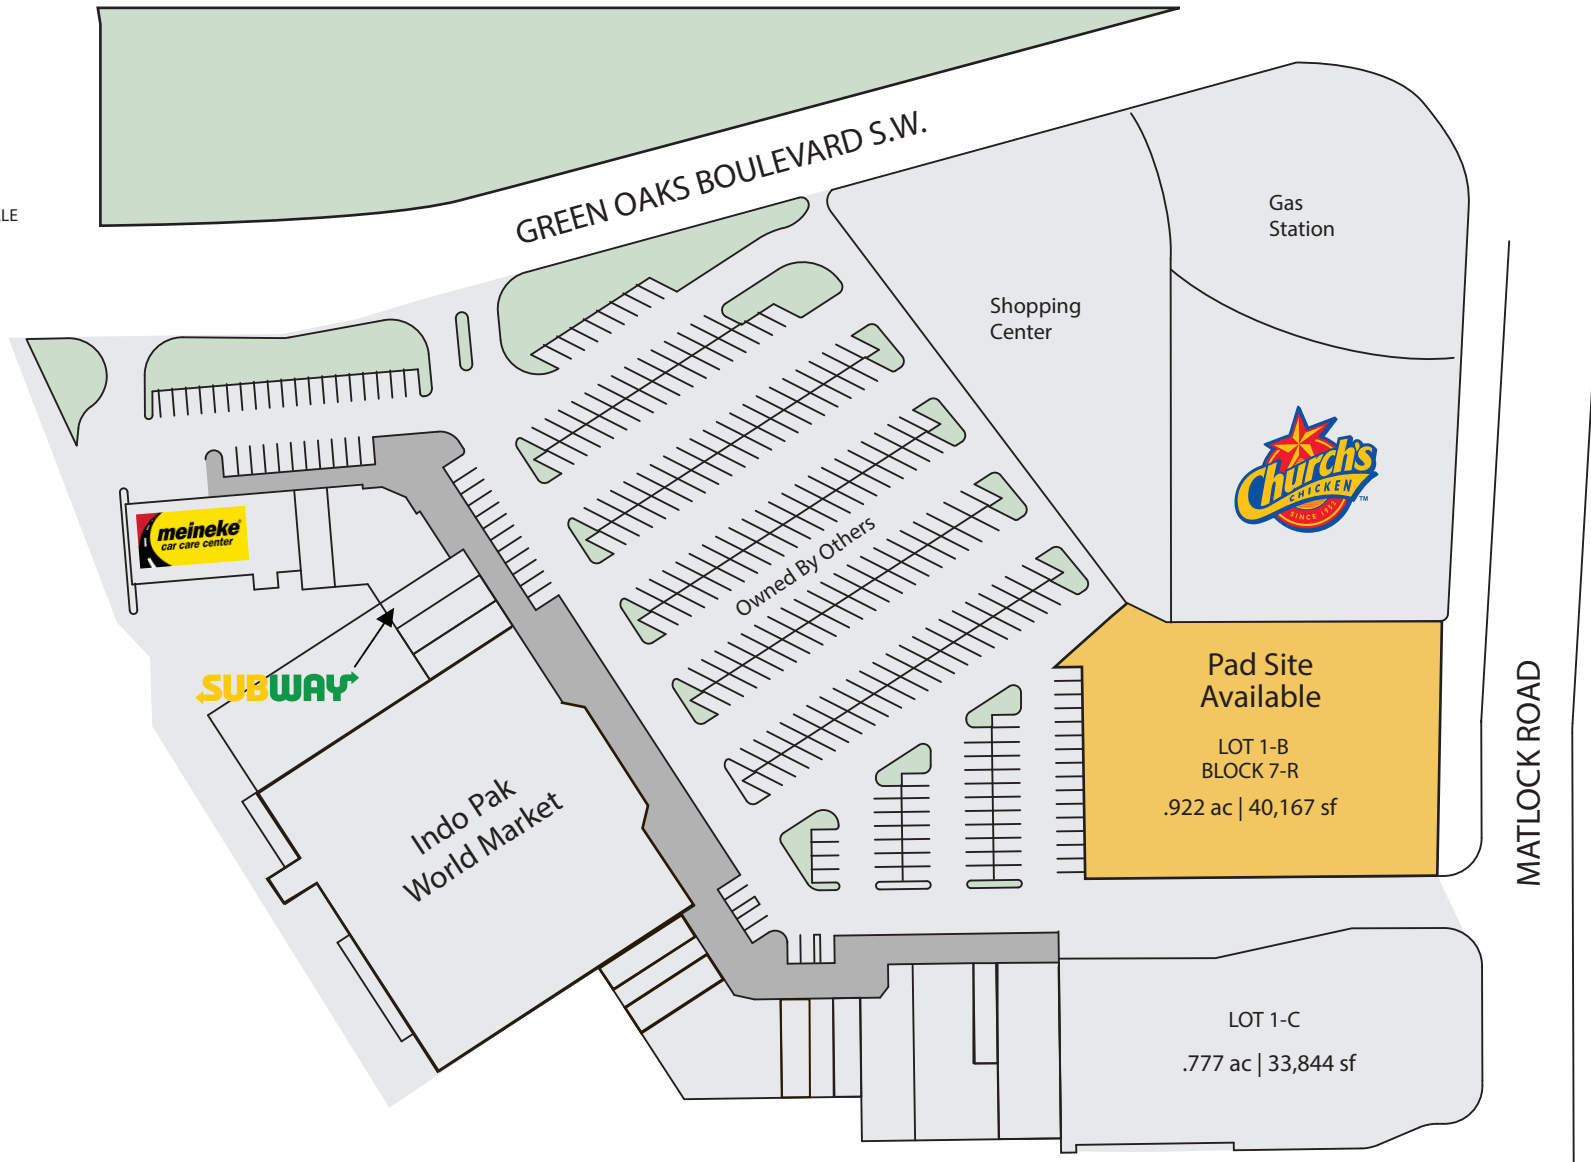 LE
GREEN OAKS BOULEVARD S.W.
Gas
Station
Shopping
Center
Church's
CHICKEN
TM
SINCE 1952
meineke®
car care center
Owned By Others
SUBWAY
Pad Site
Available
LOT 1-B
BLOCK 7-R
.922 ac | 40,167 sf
MATLOCK ROAD
Indo Pak
World Market
LOT 1-C
.777 ac | 33,844 sf